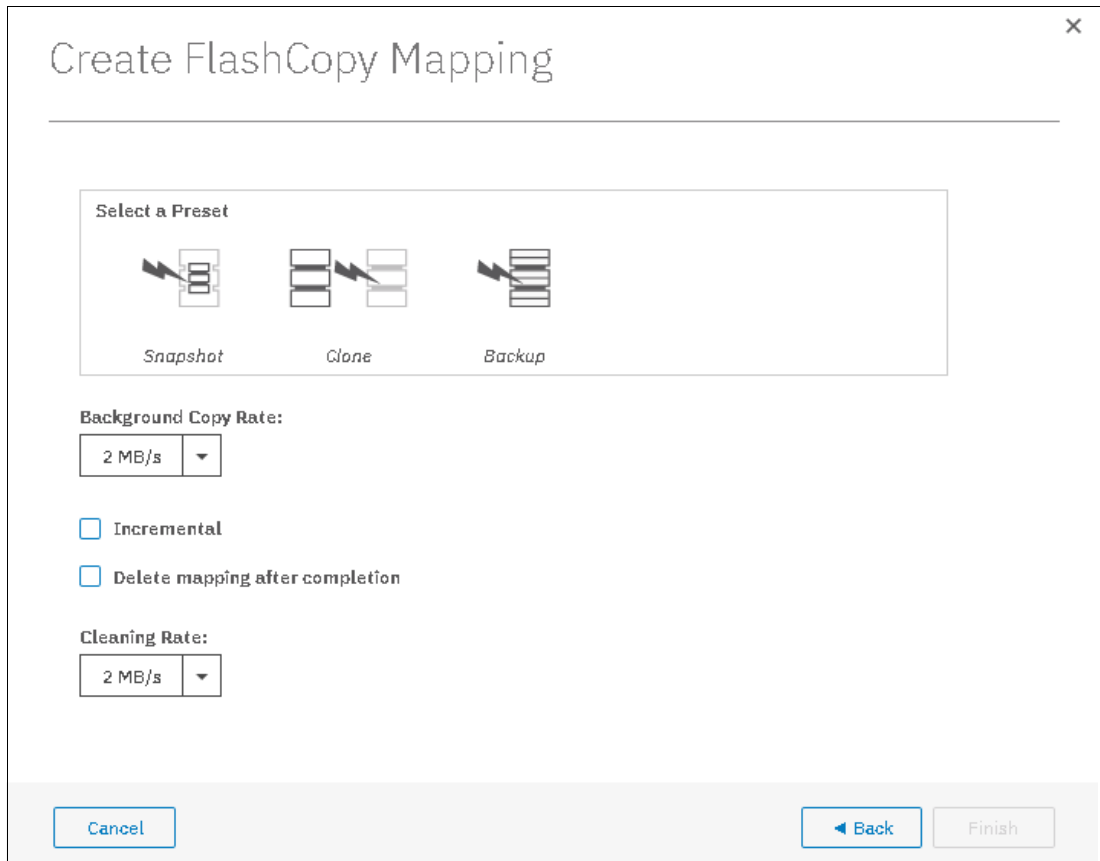 Create FlashCopy Mapping
Select a Preset
Snapshot Clone Backup
Background Copy Rate:
2 MB/s
Incremental
Delete mapping after completion
Cleaning Rate:
2 MB/s
Cancel Back Finish